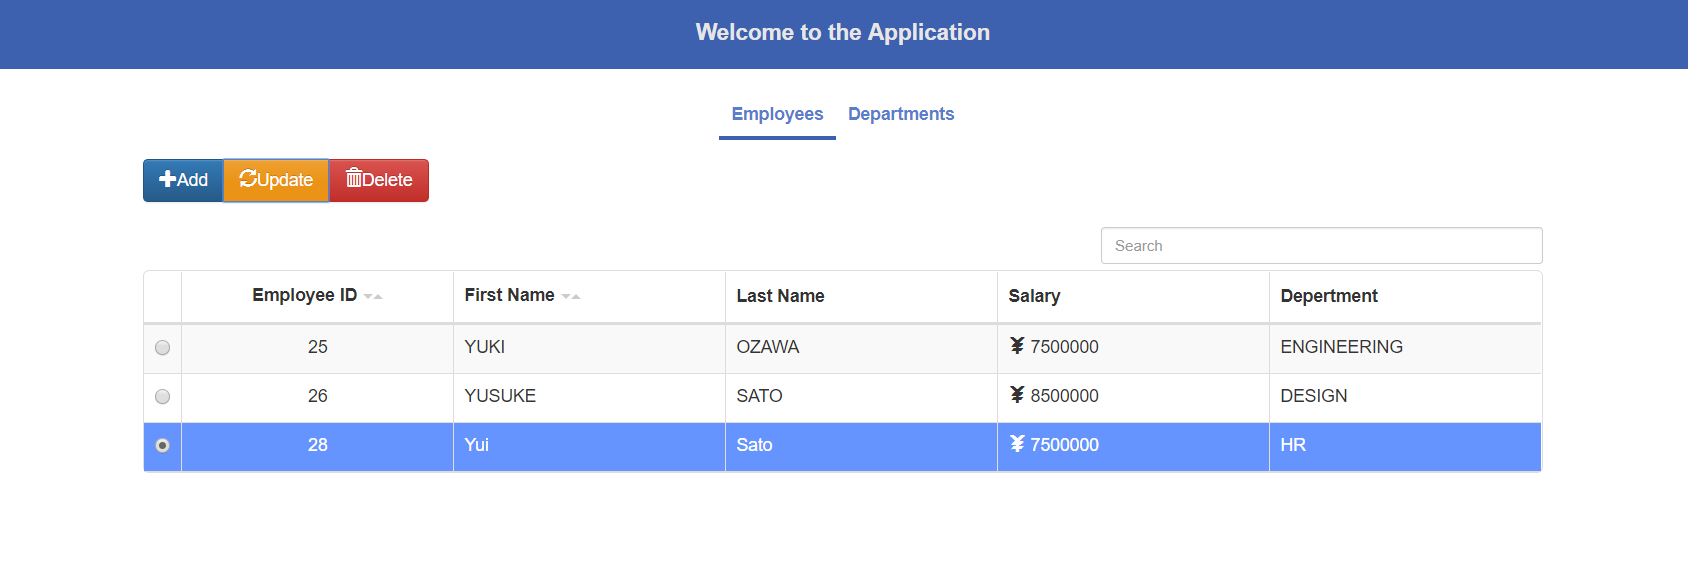 Welcome to the Application
Employees Departments
Add Update Delete
Search
Employee ID First Name Last Name Salary Depertment
25 YUKI OZAWA ¥ 7500000 ENGINEERING
26 YUSUKE SATO ¥ 8500000 DESIGN
28 Yui Sato ¥ 7500000 HR